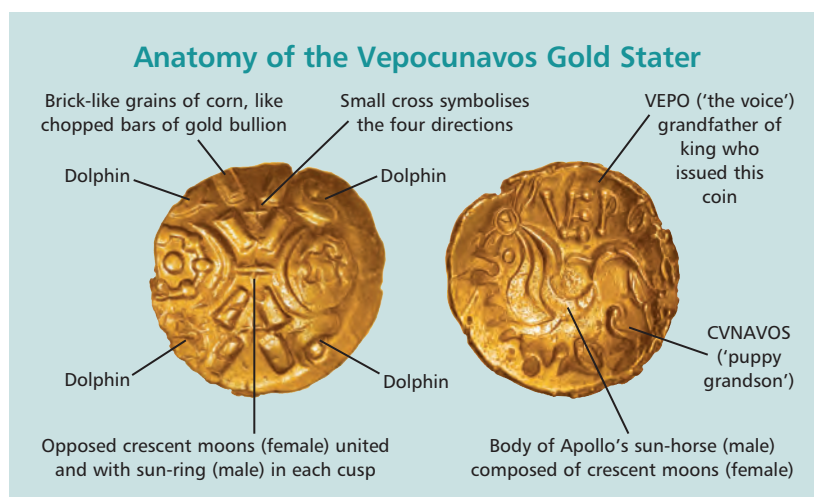 Anatomy of the Vepocunavos Gold Stater
Brick-like grains of corn, like
chopped bars of gold bullion
Small cross symbolises
the four directions
VEPO (‘the voice’)
grandfather of
king who
issued this
coin
Dolphin
Dolphin
VEP
CVNAVOS
(‘puppy
grandson’)
Dolphin
Dolphin
Opposed crescent moons (female) united
and with sun-ring (male) in each cusp
Body of Apollo’s sun-horse (male)
composed of crescent moons (female)